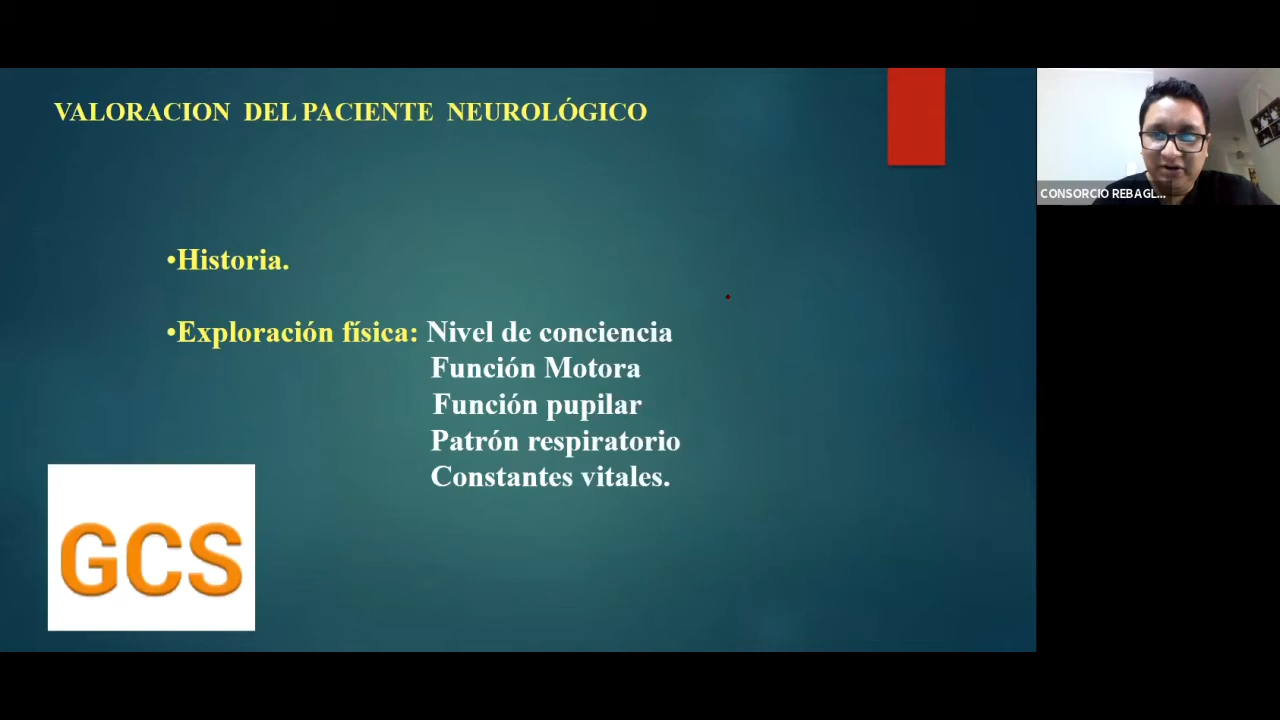 VALORACION DEL PACIENTE NEUROLÓGICO
CONSORCIO REBAGL...
•Historia.
•Exploración física: Nivel de conciencia
Función Motora
Función pupilar
Patrón respiratorio
Constantes vitales.
GCS